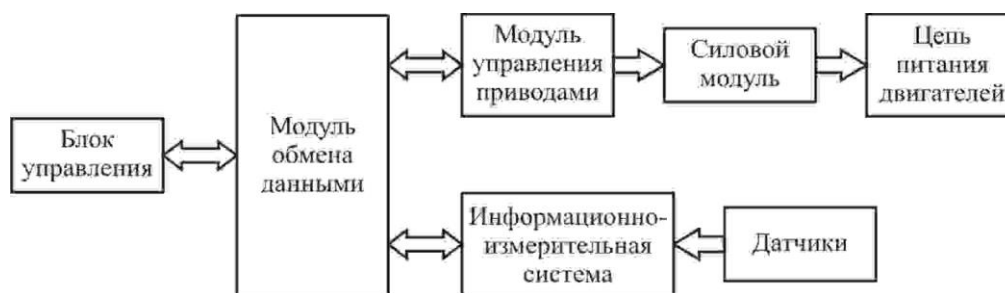 Блок
управления
Модуль
обмена
данными
Модуль
управления
приводами
Силовой
модуль
Цепь
питания
двигателей
Информационно-
измерительная
система
Датчики